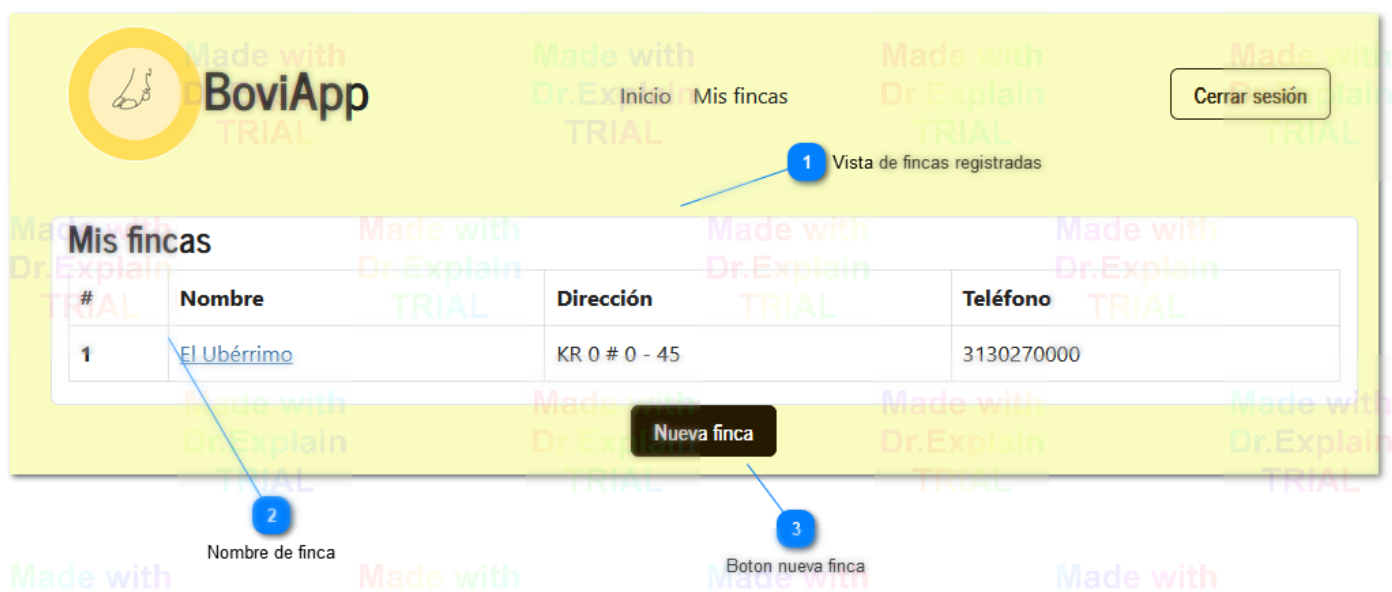 BoviApp
Inicio Mis fincas
Cerrar sesión
1 Vista de fincas registradas
Mis fincas
# Nombre Dirección Teléfono
1 El Ubérrimo KR 0 # 0 - 45 3130270000
Nueva finca
2
Nombre de finca
3
Boton nueva finca
Made with
Dr.Explain
TRIAL